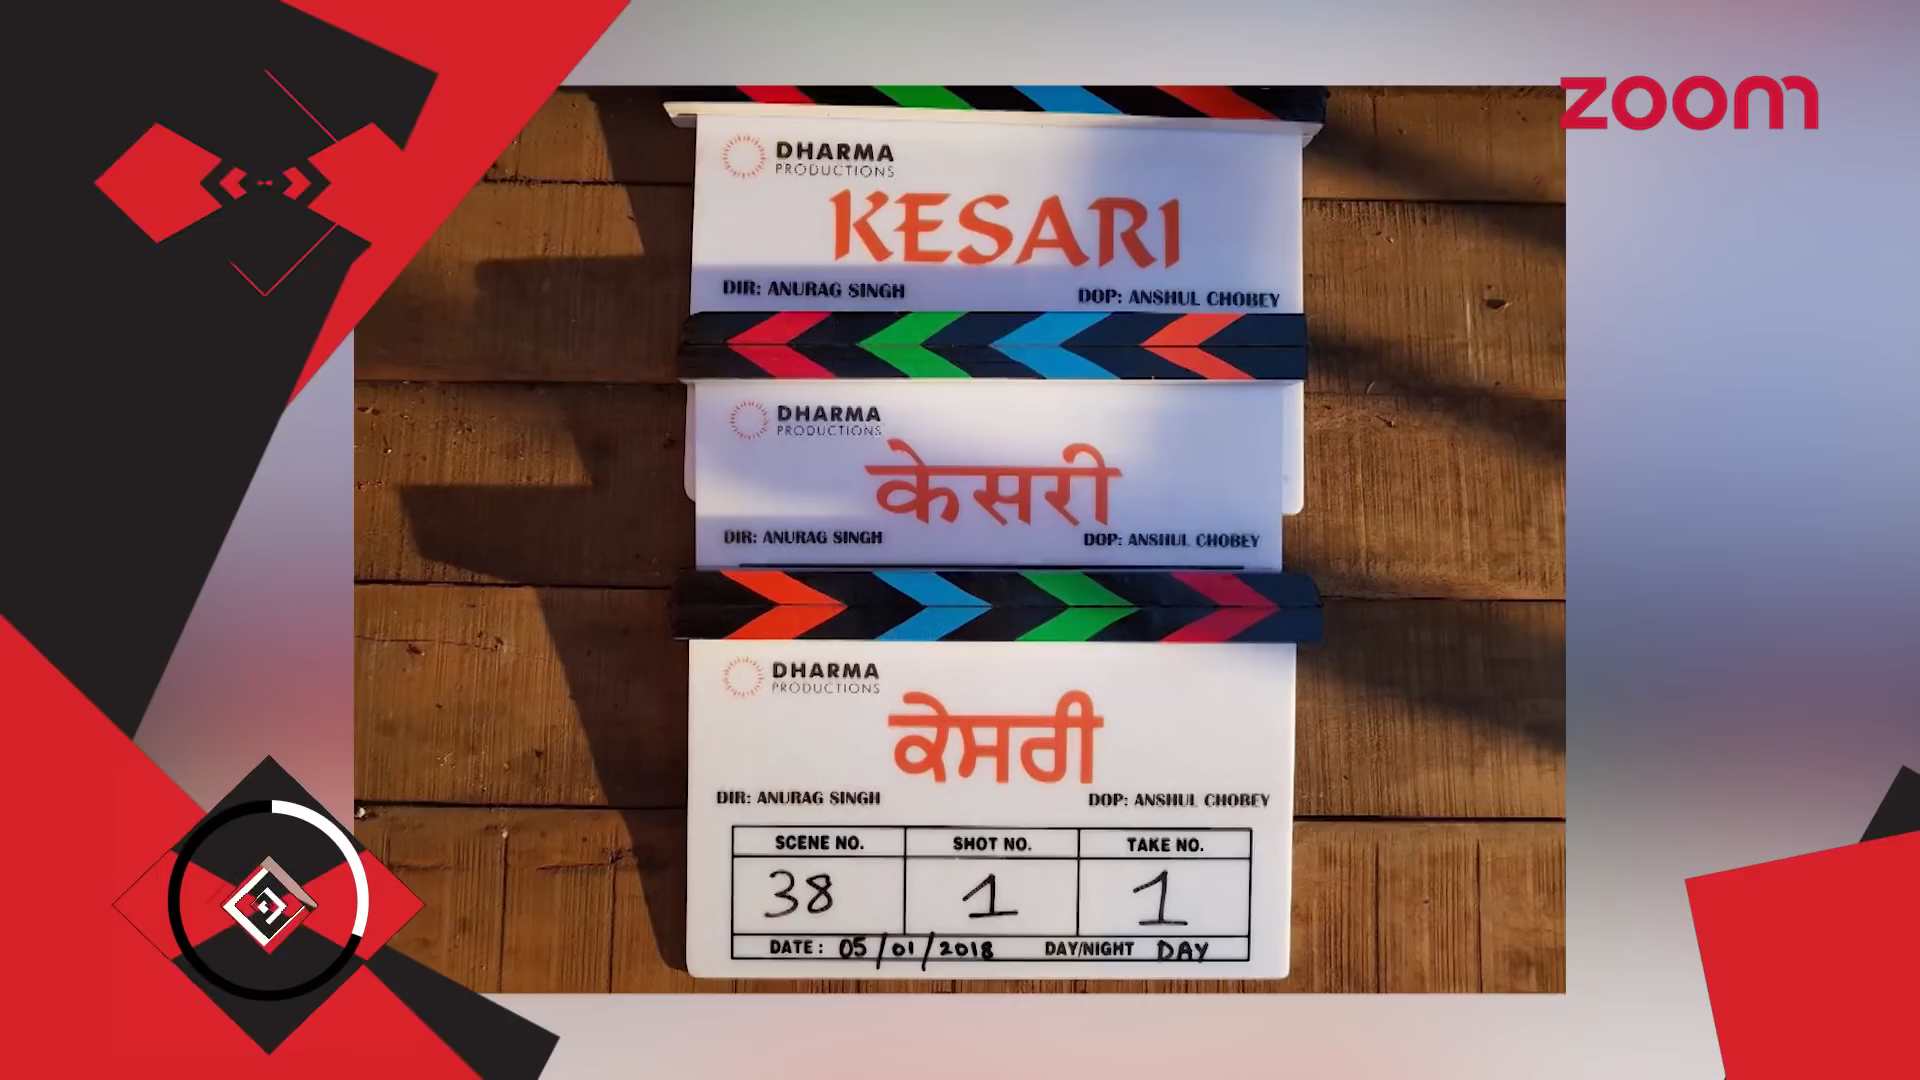 zoom
DHARMA
PRODUCTIONS
KESARI
DIR: ANURAG SINGH DOP: ANSHUL CHOBEY
DHARMA
PRODUCTIONS
केसरी
DIR: ANURAG SINGH DOP: ANSHUL CHOBEY
DHARMA
PRODUCTIONS
ਕੇਸਰੀ
DIR: ANURAG SINGH DOP: ANSHUL CHOBEY
SCENE NO. SHOT NO. TAKE NO.
38 1 1
DATE: 05/01/2018 DAY/NIGHT DAY